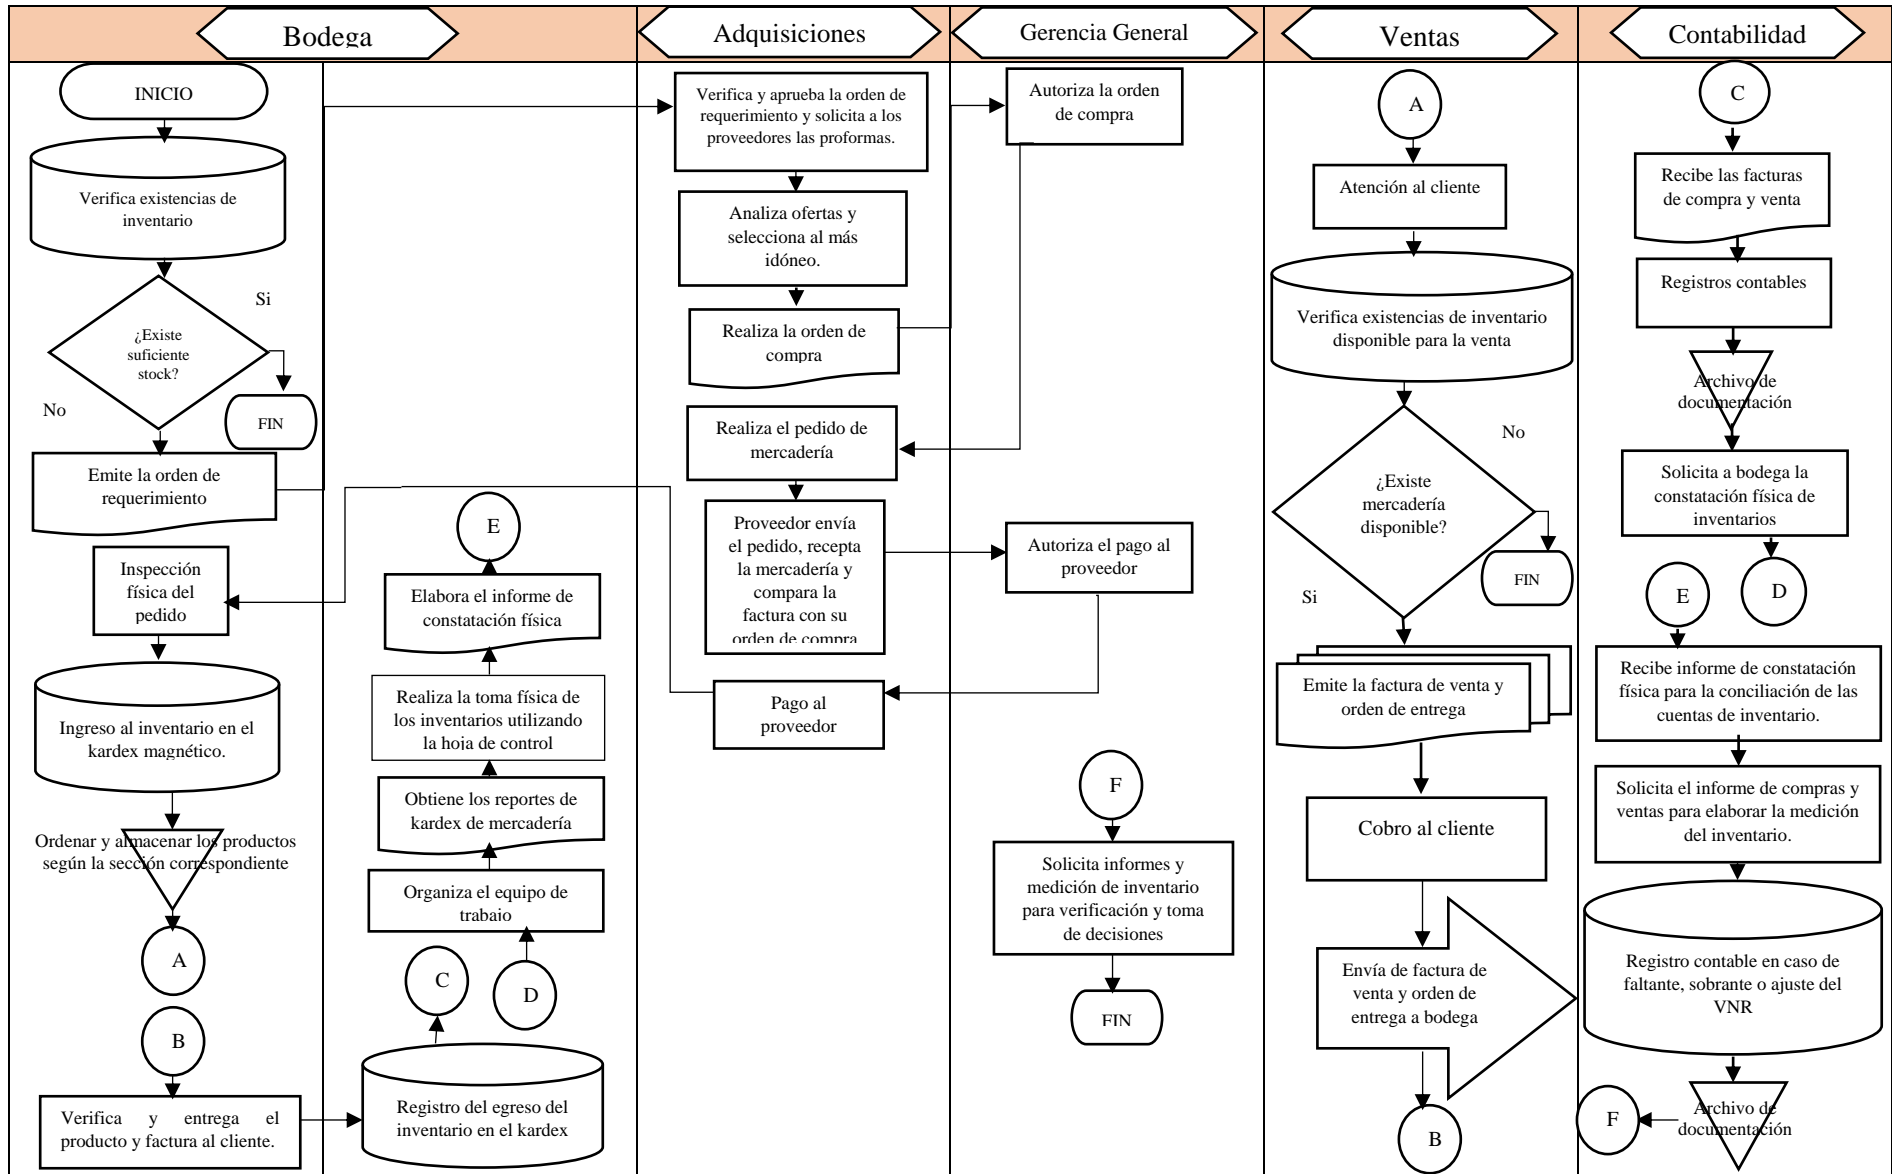 Bodega
Adquisiciones
Gerencia General
Ventas
Contabilidad
INICIO
Verifica existencias de
inventario
¿Existe
suficiente
stock?
Si
No
FIN
Emite la orden de
requerimiento
Inspección
física del
pedido
Ingreso al inventario en el
kardex magnético.
Ordenar y almacenar los productos
según la sección correspondiente
A
B
Verifica y entrega el
producto y factura al cliente.
E
Elabora el informe de
constatación física
Realiza la toma física de
los inventarios utilizando
la hoja de control
Obtiene los reportes de
kardex de mercadería
Organiza el equipo de
trabajo
C
D
Registro del egreso del
inventario en el kardex
Verifica y aprueba la orden de
requerimiento y solicita a los
proveedores las proformas.
Analiza ofertas y
selecciona al más
idóneo.
Realiza la orden de
compra
Realiza el pedido de
mercadería
Proveedor envía
el pedido, recepta
la mercadería y
compara la
factura con su
orden de compra
Pago al
proveedor
Autoriza la orden
de compra
Autoriza el pago al
proveedor
F
Solicita informes y
medición de inventario
para verificación y toma
de decisiones
FIN
A
Atención al cliente
Verifica existencias de inventario
disponible para la venta
¿Existe
mercadería
disponible?
No
Si
FIN
Emite la factura de venta y
orden de entrega
Cobro al cliente
Envía de factura de
venta y orden de
entrega a bodega
B
C
Recibe las facturas
de compra y venta
Registros contables
Archivo de
documentación
Solicita a bodega la
constatación física de
inventarios
E
D
Recibe informe de constatación
física para la conciliación de las
cuentas de inventario.
Solicita el informe de compras y
ventas para elaborar la medición
del inventario.
Registro contable en caso de
faltante, sobrante o ajuste del
VNR
F
Archivo de
documentación